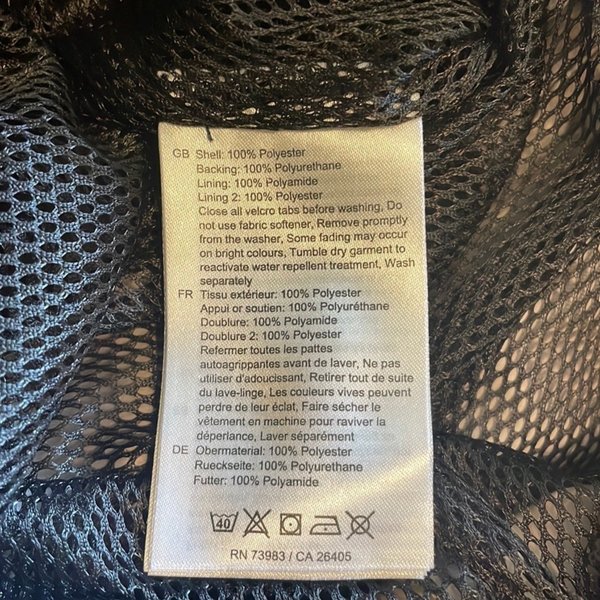 GB Shell: 100% Polyester
Backing: 100% Polyurethane
Lining: 100% Polyamide
Lining 2: 100% Polyester
Close all velcro tabs before washing, Do
not use fabric softener, Remove promptly
from the washer, Some fading may occur
on bright colours, Tumble dry garment to
reactivate water repellent treatment, Wash
separately
FR Tissu extérieur: 100% Polyester
Appui or soutien: 100% Polyuréthane
Doublure: 100% Polyamide
Doublure 2: 100% Polyester
Refermer toutes les pattes
autoagrippantes avant de laver, Ne pas
utiliser d'adoucissant, Retirer tout de suite
du lave-linge, Les couleurs vives peuvent
perdre de leur éclat, Faire sécher le
vêtement en machine pour raviver la
déperlance, Laver séparément
DE Obermaterial: 100% Polyester
Rueckseite: 100% Polyurethane
Futter: 100% Polyamide
40
RN 73983 / CA 26405